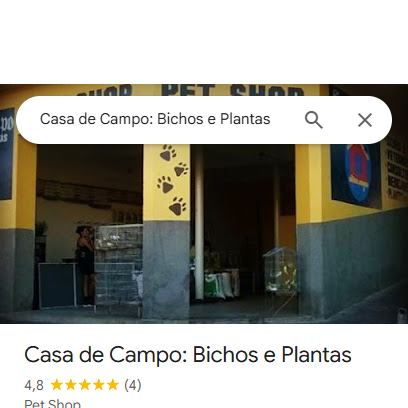 SHOP PET SHOP
Casa de Campo: Bichos e Plantas
Casa de Campo: Bichos e Plantas
4,8 (4)
Pet Shop